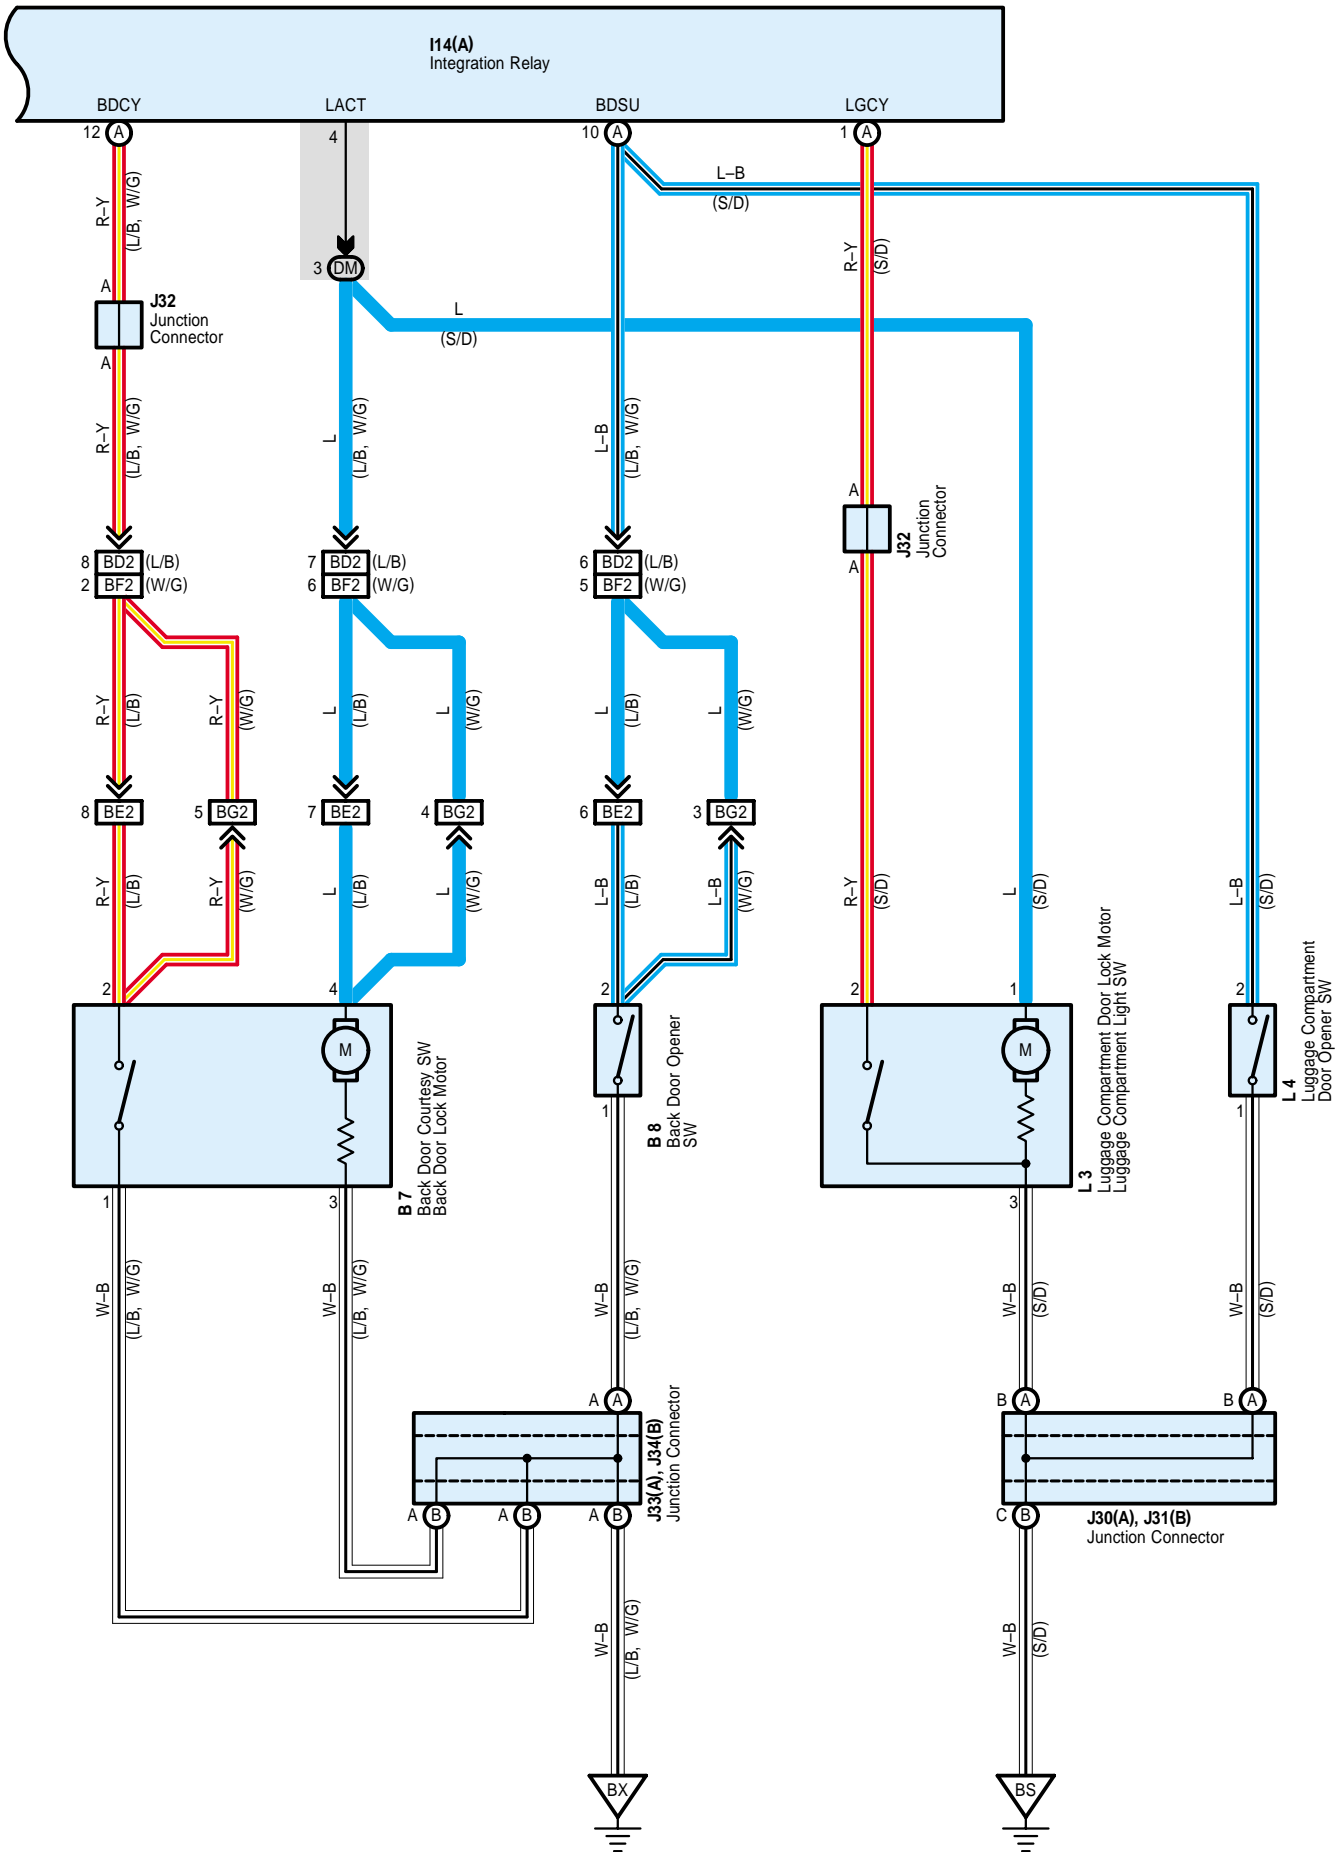 I14(A)
Integration Relay
BDCY
LACT
BDSU
LGCY
12 A
4
10 A
1 A
R–Y
(L/B, W/G)
L–B
(S/D)
R–Y
(S/D)
3 DM
A
J32
Junction
Connector
A
L
(S/D)
R–Y
(L/B, W/G)
L
(L/B, W/G)
L–B
(L/B, W/G)
A
J32
Junction
Connector
A
8 BD2 (L/B)
2 BF2 (W/G)
7 BD2 (L/B)
6 BF2 (W/G)
6 BD2 (L/B)
5 BF2 (W/G)
R–Y
(L/B)
R–Y
(W/G)
L
(L/B)
L
(W/G)
L
(L/B)
L
(W/G)
8 BE2
5 BG2
7 BE2
4 BG2
6 BE2
3 BG2
R–Y
(L/B)
R–Y
(W/G)
L
(L/B)
L
(W/G)
L–B
(L/B)
L–B
(W/G)
R–Y
(S/D)
L
(S/D)
L–B
(S/D)
2
4
2
2
1
2
M
M
B 7
Back Door Courtesy SW
Back Door Lock Motor
B 8
Back Door Opener
SW
L 3
Luggage Compartment Door Lock Motor
Luggage Compartment Light SW
L 4
Luggage Compartment
Door Opener SW
1
3
1
3
1
W–B
(L/B, W/G)
W–B
(L/B, W/G)
W–B
(L/B, W/G)
W–B
(S/D)
W–B
(S/D)
A A
B A
B A
J33(A), J34(B)
Junction Connector
A B
A B
A B
C B
J30(A), J31(B)
Junction Connector
W–B
(L/B, W/G)
W–B
(S/D)
BX
BS